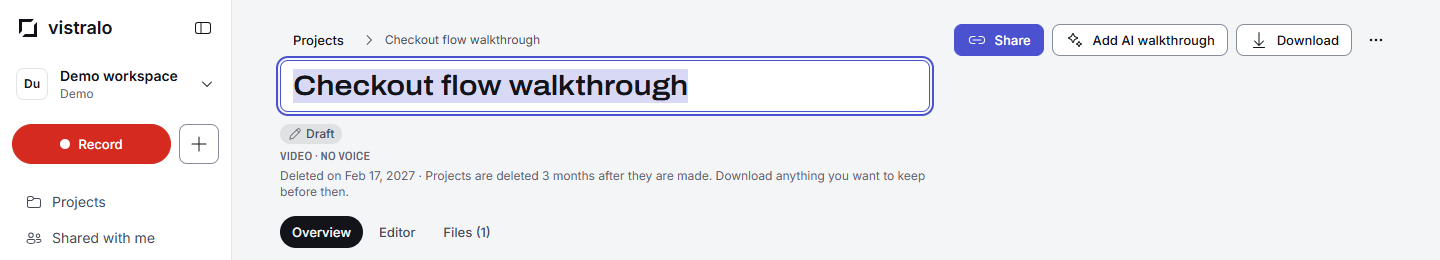 vistralo
Du
Demo workspace
Demo
Record
Projects
Shared with me
Projects
Checkout flow walkthrough
Share
Add AI walkthrough
Download
Checkout flow walkthrough
Draft
VIDEO · NO VOICE
Deleted on Feb 17, 2027 · Projects are deleted 3 months after they are made. Download anything you want to keep
before then.
Overview
Editor
Files (1)